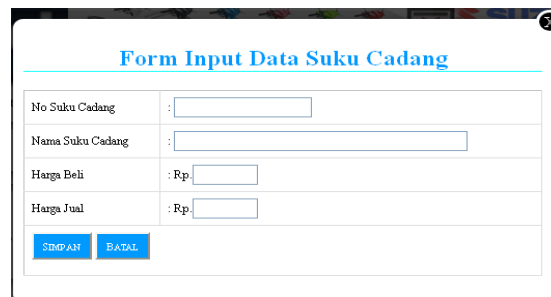 Form Input Data Suku Cadang
No Suku Cadang :
Nama Suku Cadang :
Harga Beli : Rp.
Harga Jual : Rp.
SIMPAN BATAL